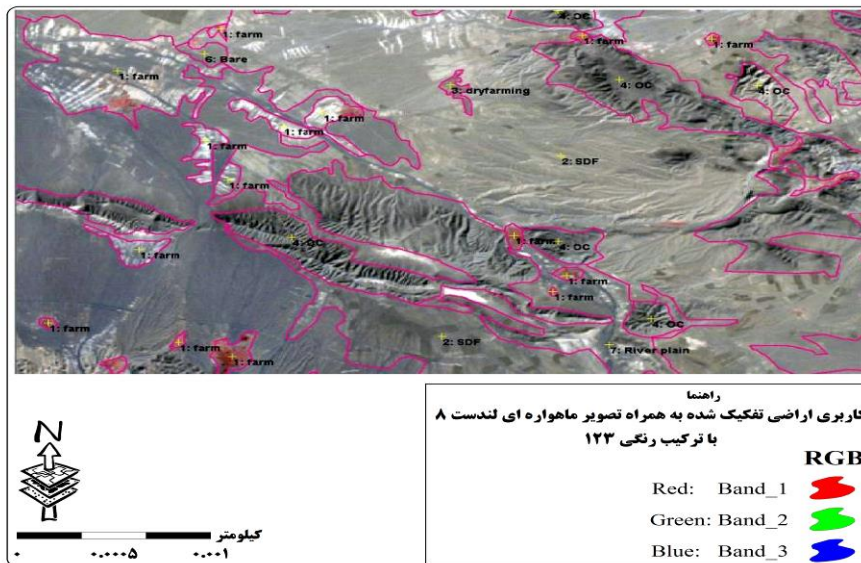 4: OC
1: farm
1: farm
1: farm
6: Bare
4: OC
1: farm
4: OC
3: dryfarming
1: farm
1: farm
1: farm
2: SDF
1: farm
1: farm
4: OC
4: OC
1: farm
1: farm
1: farm
1: farm
4: OC
1: farm
2: SDF
7: River plain
1: farm
راهنما
کاربری اراضی تفکیک شده به همراه تصویر ماهواره ای لندست ۸
با ترکیب رنگی ۱۲۳
RGB
Red: Band_1
Green: Band_2
Blue: Band_3
N
کیلومتر
۰ ۰.۰۰۰۵ ۰.۰۰۱